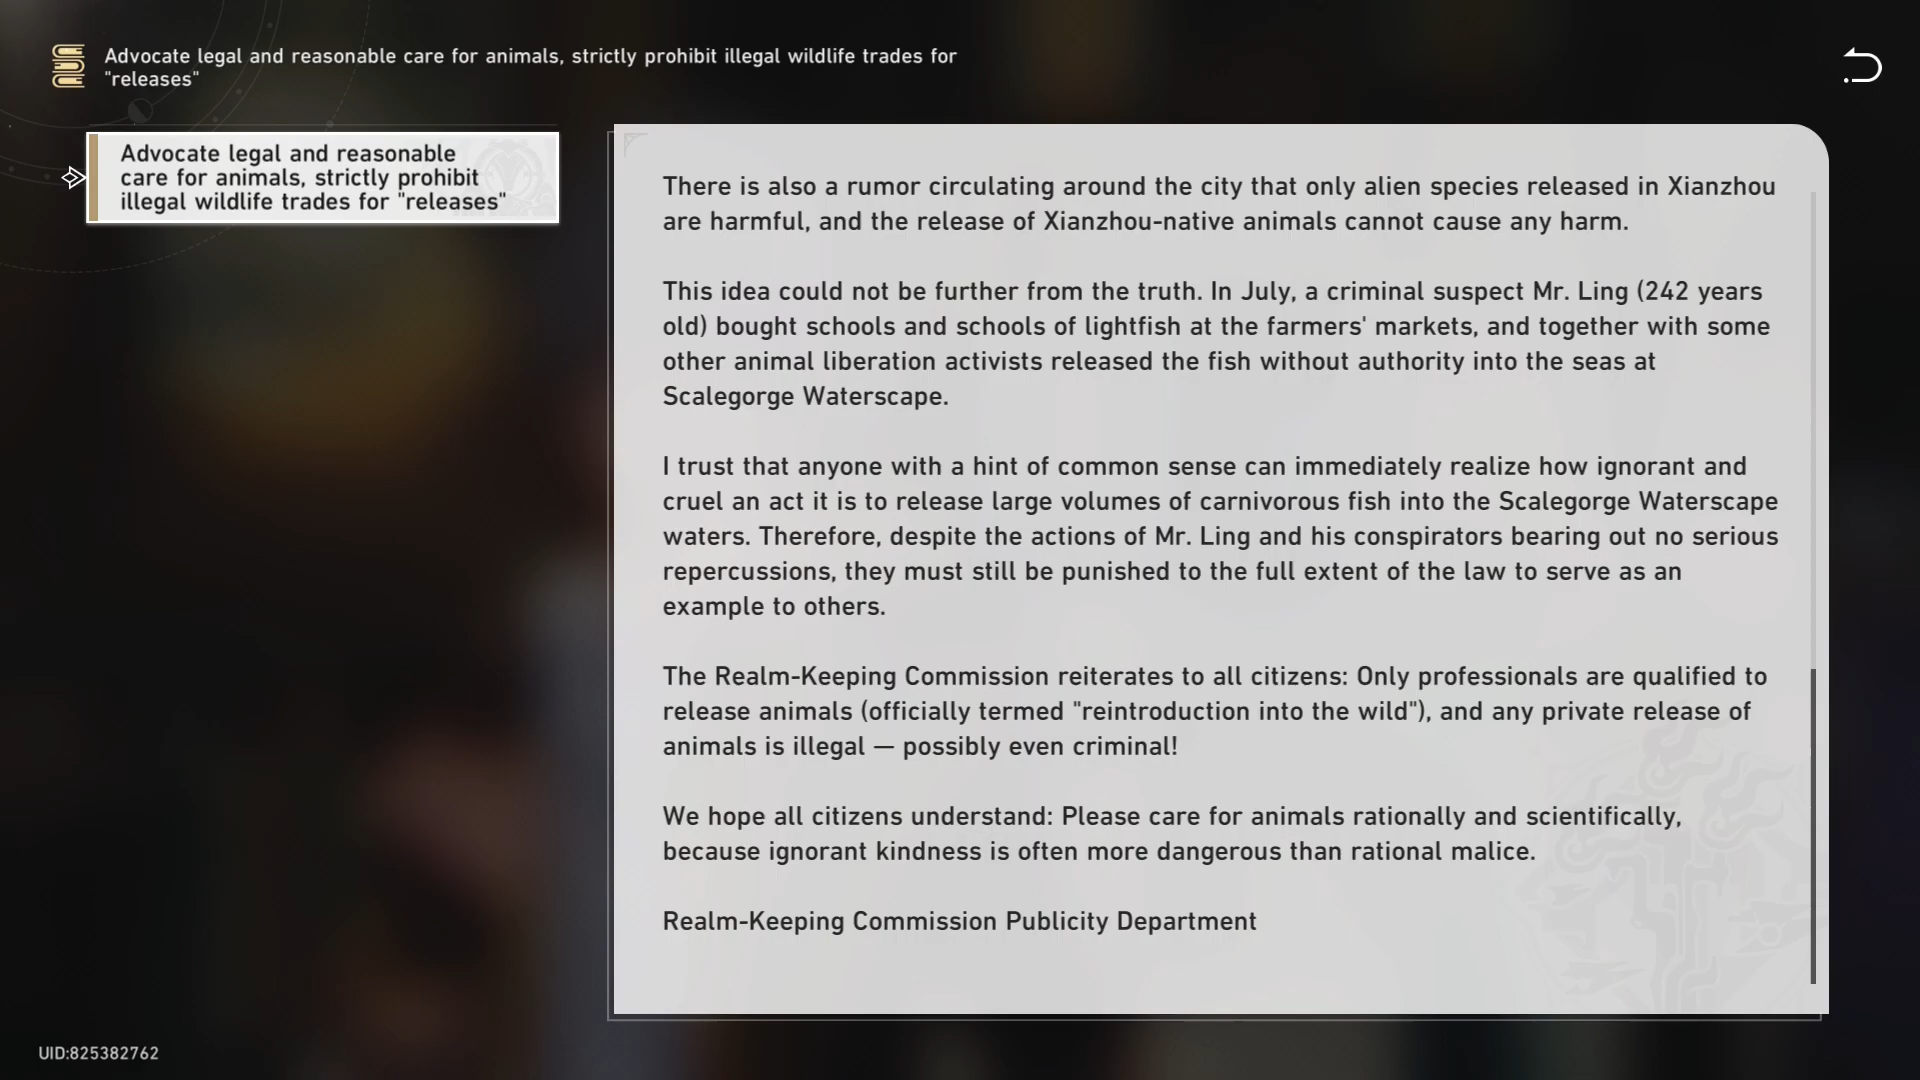 Advocate legal and reasonable care for animals, strictly prohibit illegal wildlife trades for
"releases"
Advocate legal and reasonable
care for animals, strictly prohibit
illegal wildlife trades for "releases"
There is also a rumor circulating around the city that only alien species released in Xianzhou
are harmful, and the release of Xianzhou-native animals cannot cause any harm.
This idea could not be further from the truth. In July, a criminal suspect Mr. Ling (242 years
old) bought schools and schools of lightfish at the farmers' markets, and together with some
other animal liberation activists released the fish without authority into the seas at
Scalegorge Waterscape.
I trust that anyone with a hint of common sense can immediately realize how ignorant and
cruel an act it is to release large volumes of carnivorous fish into the Scalegorge Waterscape
waters. Therefore, despite the actions of Mr. Ling and his conspirators bearing out no serious
repercussions, they must still be punished to the full extent of the law to serve as an
example to others.
The Realm-Keeping Commission reiterates to all citizens: Only professionals are qualified to
release animals (officially termed "reintroduction into the wild"), and any private release of
animals is illegal — possibly even criminal!
We hope all citizens understand: Please care for animals rationally and scientifically,
because ignorant kindness is often more dangerous than rational malice.
Realm-Keeping Commission Publicity Department
UID:825382762